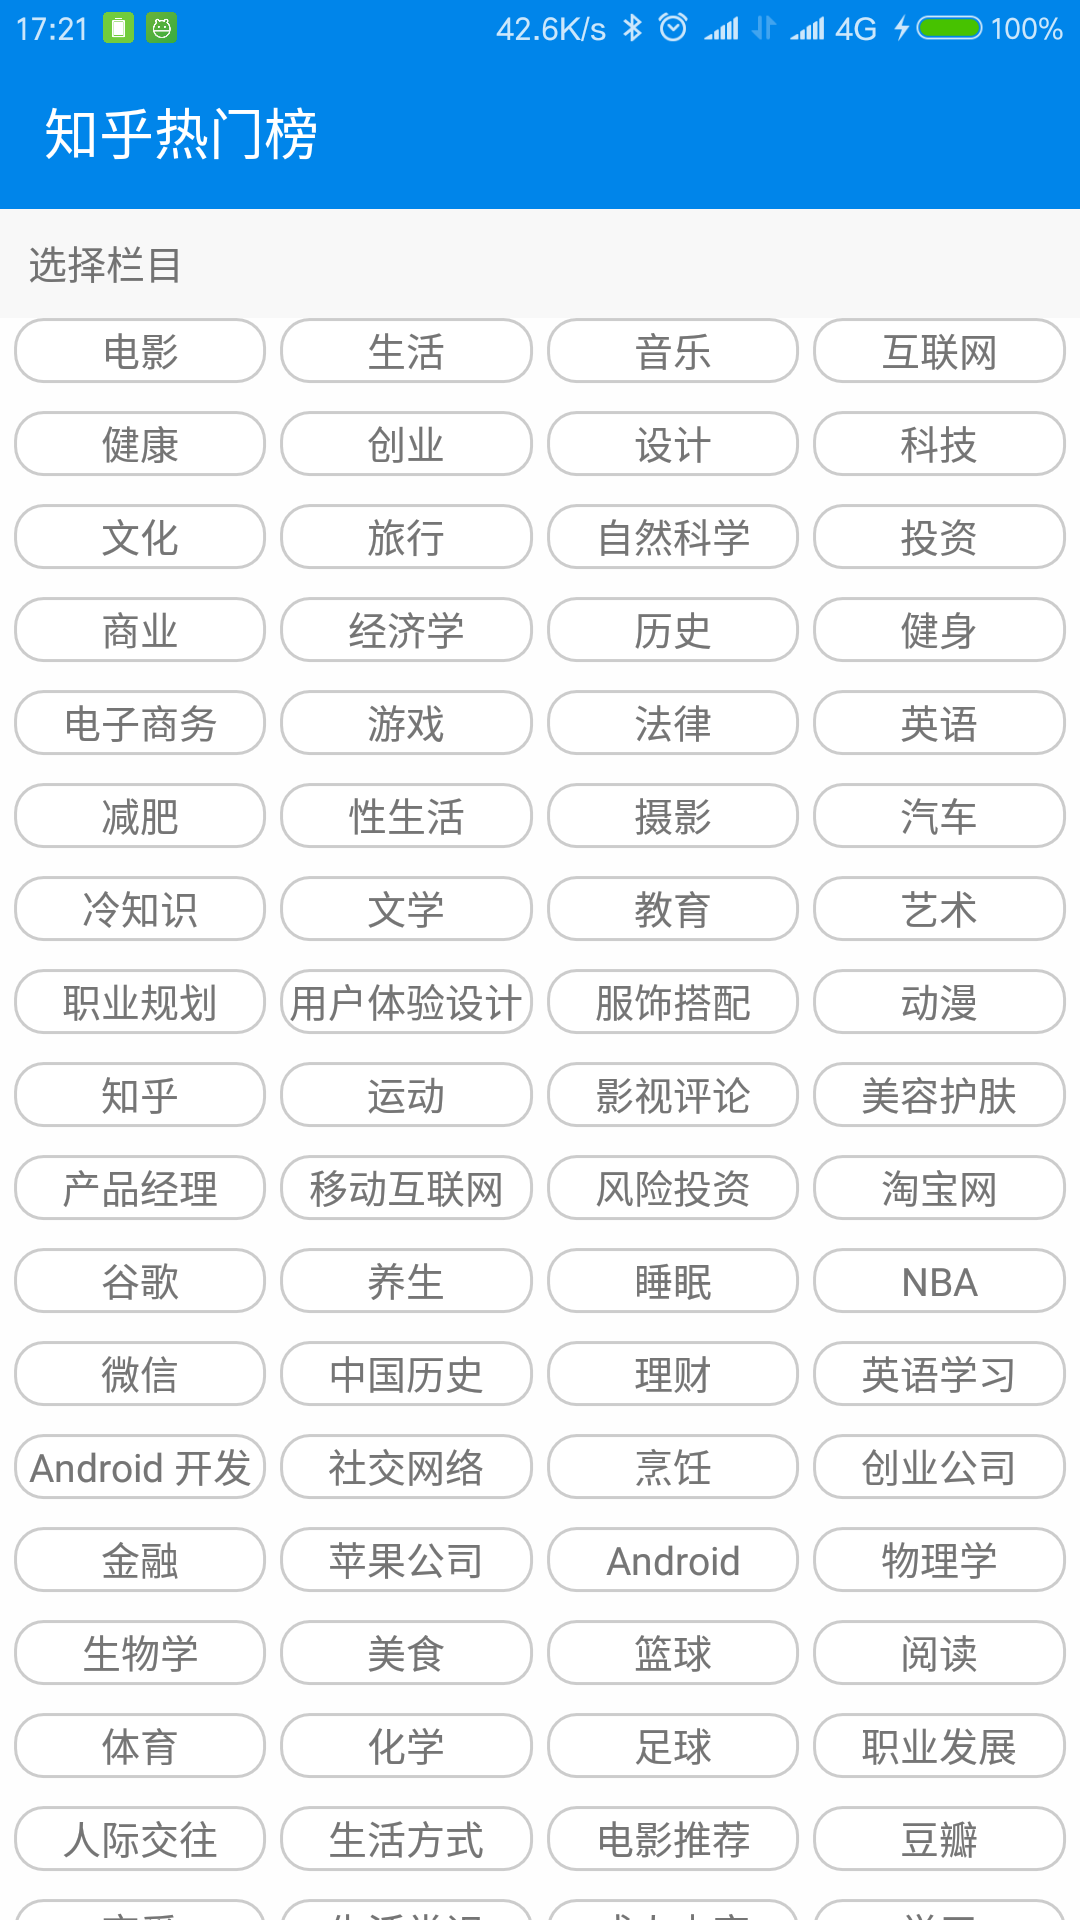 17:21 42.6K/s 4G 100%
知乎热门榜
选择栏目
电影 生活 音乐 互联网
健康 创业 设计 科技
文化 旅行 自然科学 投资
商业 经济学 历史 健身
电子商务 游戏 法律 英语
减肥 性生活 摄影 汽车
冷知识 文学 教育 艺术
职业规划 用户体验设计 服饰搭配 动漫
知乎 运动 影视评论 美容护肤
产品经理 移动互联网 风险投资 淘宝网
谷歌 养生 睡眠 NBA
微信 中国历史 理财 英语学习
Android 开发 社交网络 烹饪 创业公司
金融 苹果公司 Android 物理学
生物学 美食 篮球 阅读
体育 化学 足球 职业发展
人际交往 生活方式 电影推荐 豆瓣